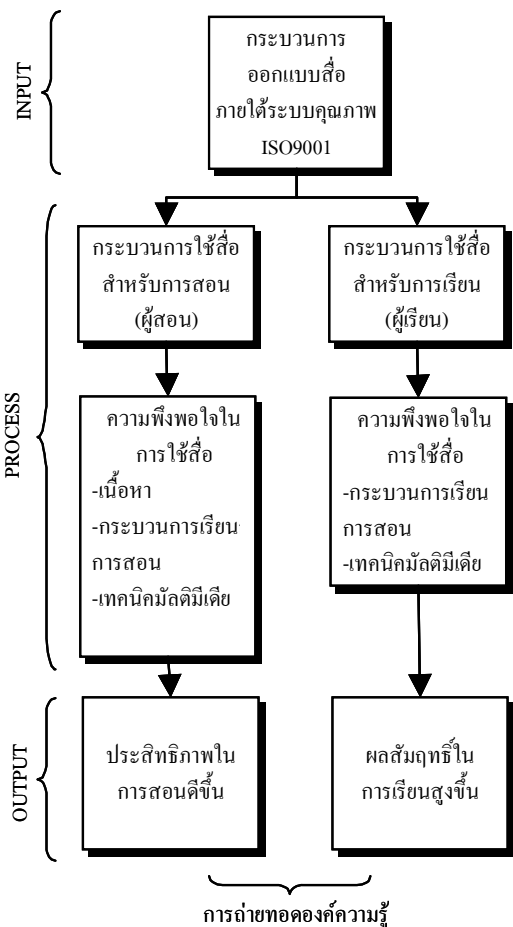 INPUT
กระบวนการ
ออกแบบสื่อ
ภายใต้ระบบคุณภาพ
ISO9001
PROCESS
กระบวนการใช้สื่อ
สำหรับการสอน
(ผู้สอน)
กระบวนการใช้สื่อ
สำหรับการเรียน
(ผู้เรียน)
ความพึงพอใจใน
การใช้สื่อ
-เนื้อหา
-กระบวนการเรียน
การสอน
-เทคนิคมัลติมีเดีย
ความพึงพอใจใน
การใช้สื่อ
-กระบวนการเรียน
การสอน
-เทคนิคมัลติมีเดีย
OUTPUT
ประสิทธิภาพใน
การสอนดีขึ้น
ผลสัมฤทธิ์ใน
การเรียนสูงขึ้น
การถ่ายทอดองค์ความรู้